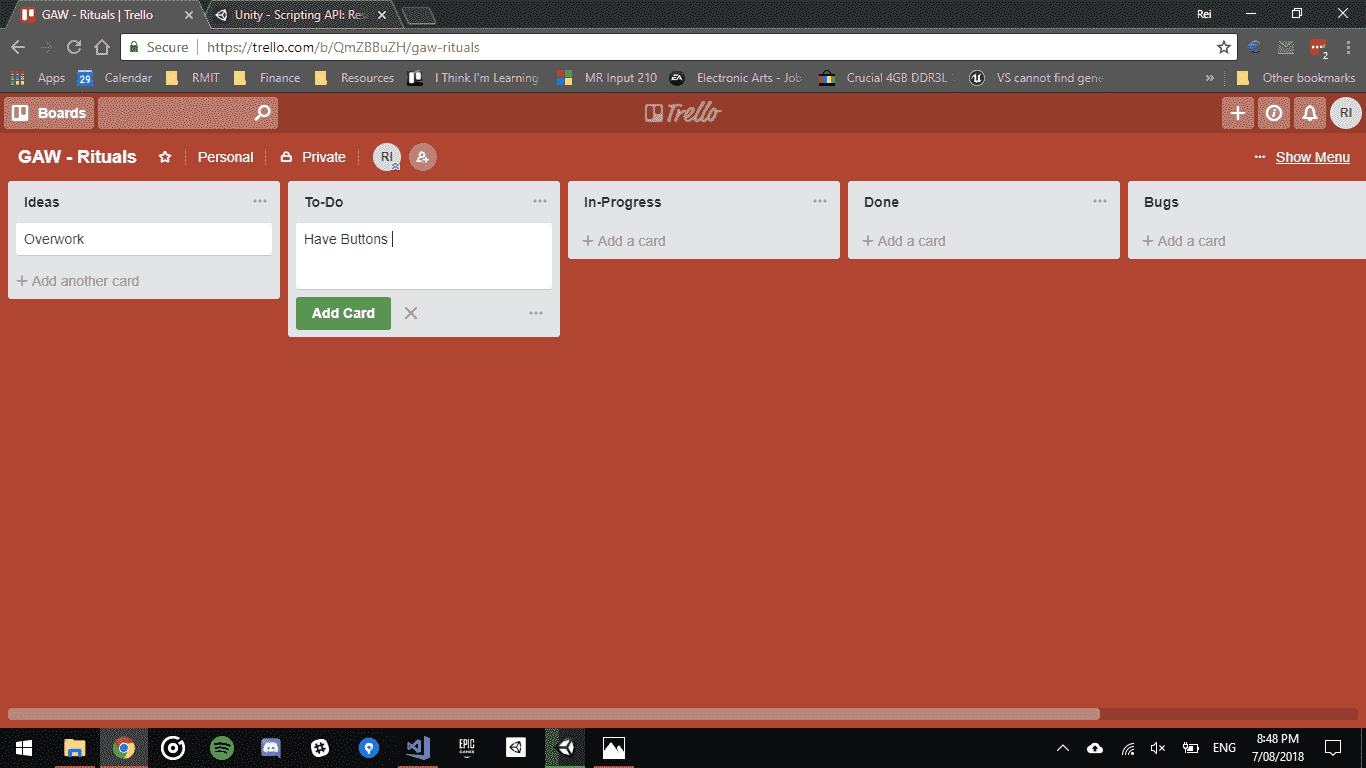 GAW - Rituals | Trello
Unity - Scripting API: Res
Rei
Secure
https://trello.com/b/QmZBBuZH/gaw-rituals
2
Apps
29
Calendar
RMIT
Finance
Resources
I Think I'm Learning
MR Input 210
EA
Electronic Arts - Job
Crucial 4GB DDR3L
VS cannot find gene
»
Other bookmarks
Boards
Trello
RI
GAW - Rituals
Personal
Private
RI
Show Menu
Ideas
To-Do
In-Progress
Done
Bugs
Overwork
Have Buttons
+ Add a card
+ Add a card
+ Add a card
+ Add another card
Add Card
EPIC
GAMES
ENG
8:48 PM
7/08/2018